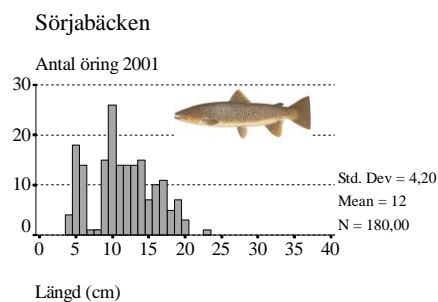 Sörjabäcken
Antal öring 2001
30
20
10
0
0 5 10 15 20 25 30 35 40
Std. Dev = 4,20
Mean = 12
N = 180,00
Längd (cm)